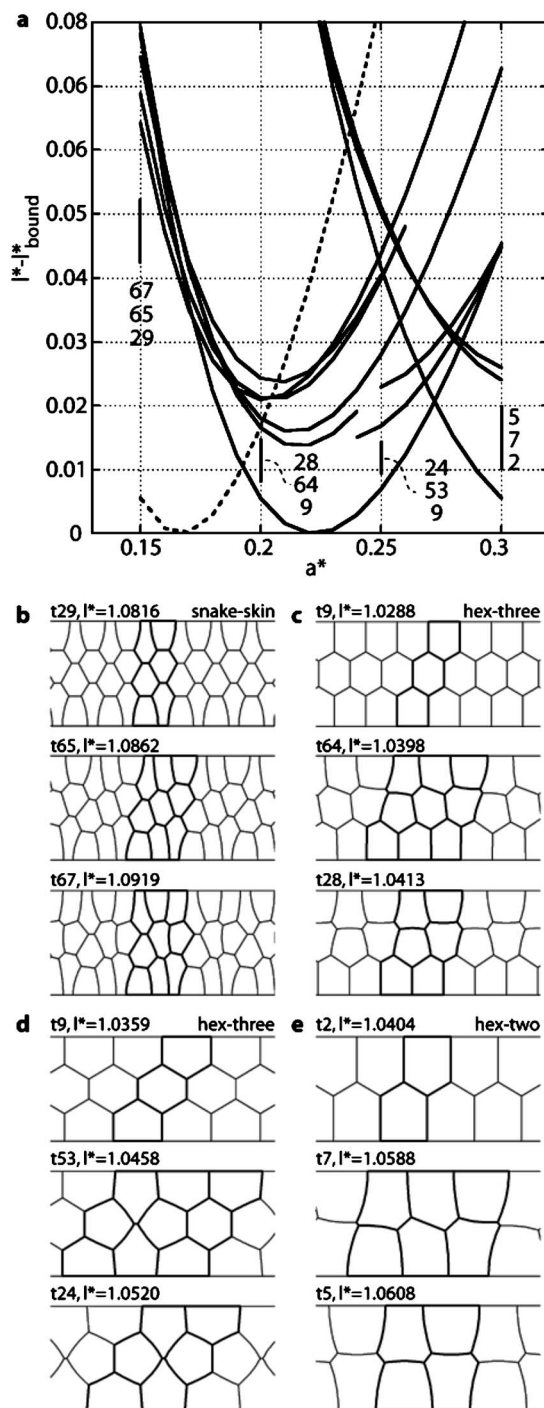 a
0.08
0.06
0.06
0.05
0.04
0.03
0.02
0.01
0
l*-l*bound
67
65
29
28
64
9
24
53
9
5
7
2
0.15
0.2
0.25
0.3
a*
b
t29, l*=1.0816 snake-skin
t65, l*=1.0862
t67, l*=1.0919
c
t9, l*=1.0288 hex-three
t64, l*=1.0398
t28, l*=1.0413
d
t9, l*=1.0359 hex-three
t53, l*=1.0458
t24, l*=1.0520
e
t2, l*=1.0404 hex-two
t7, l*=1.0588
t5, l*=1.0608